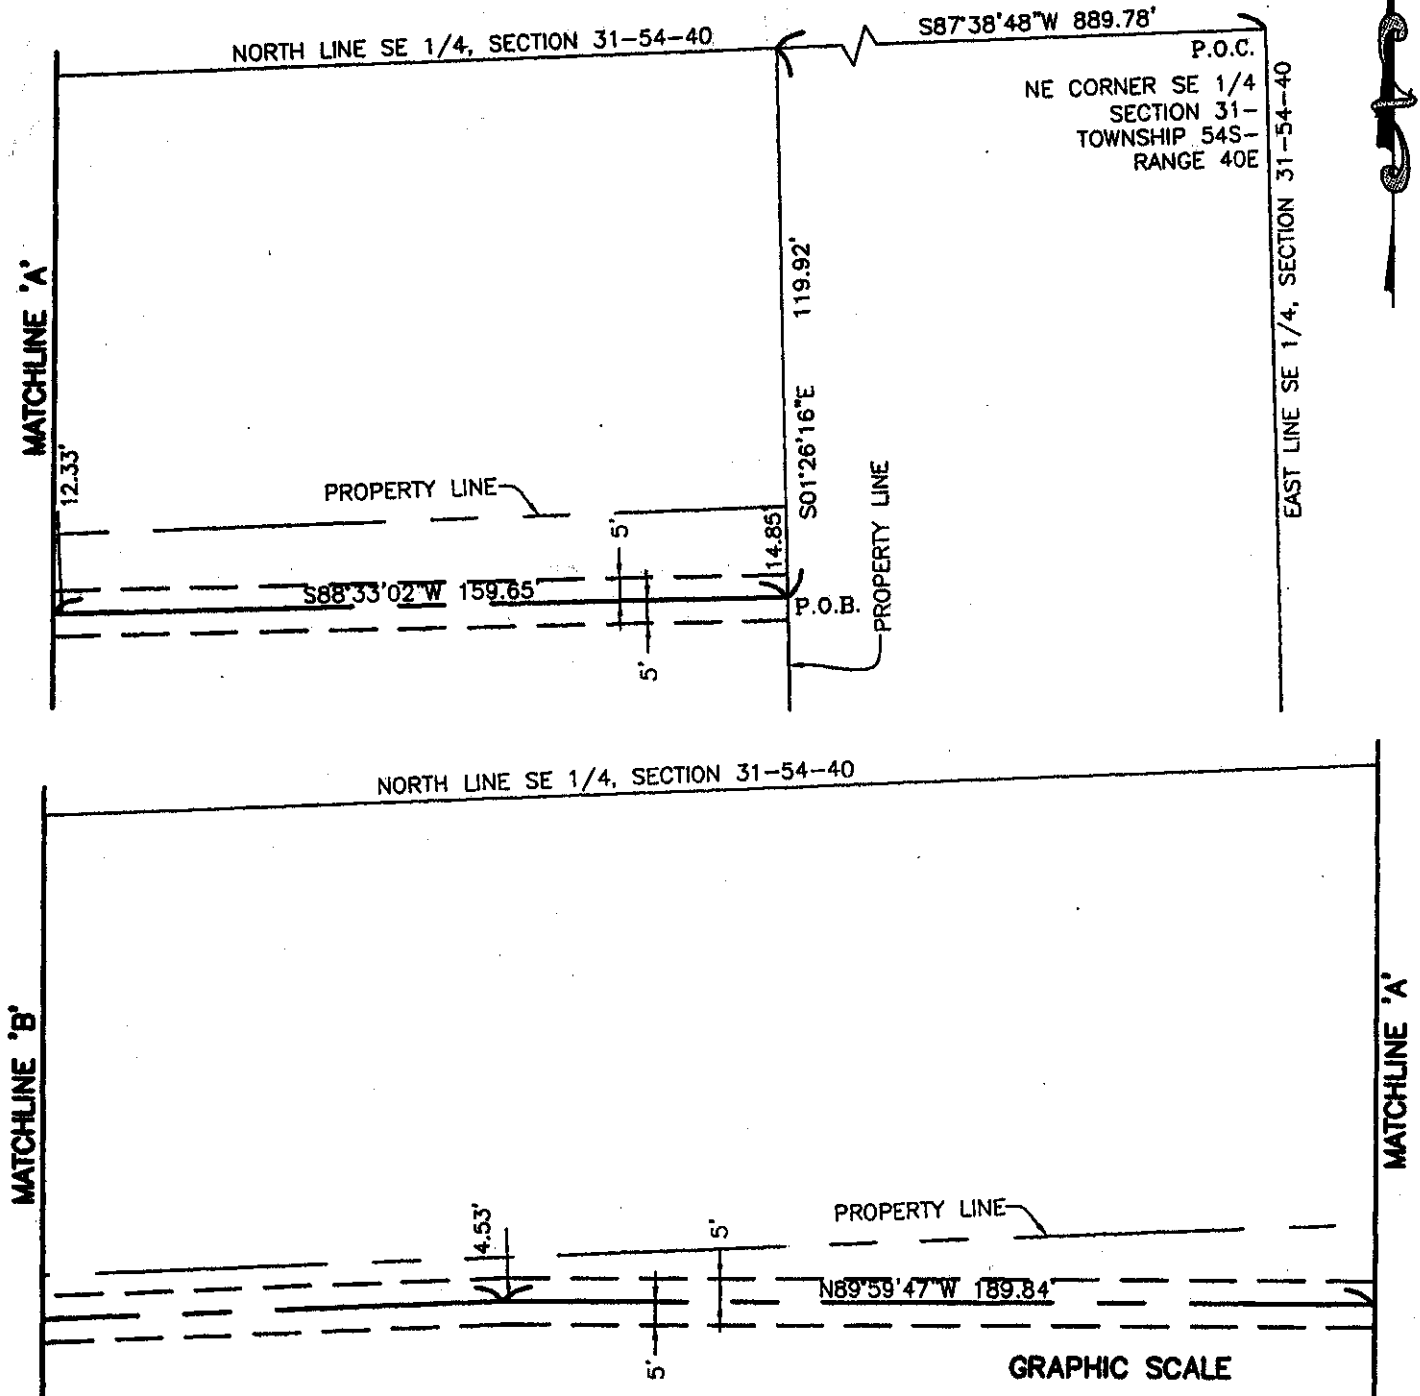 S87°38'48"W 889.78'
NORTH LINE SE 1/4, SECTION 31-54-40
P.O.C.
NE CORNER SE 1/4
SECTION 31-
TOWNSHIP 54S-
RANGE 40E
EAST LINE SE 1/4, SECTION 31-54-40
MATCHLINE 'A'
119.92'
S01°26'16"E
12.33'
PROPERTY LINE
5'
14.85'
PROPERTY LINE
S88°33'02"W 159.65'
P.O.B.
5'
NORTH LINE SE 1/4, SECTION 31-54-40
MATCHLINE 'B'
MATCHLINE 'A'
4.53'
5'
PROPERTY LINE
N89°59'47"W 189.84'
5'
GRAPHIC SCALE